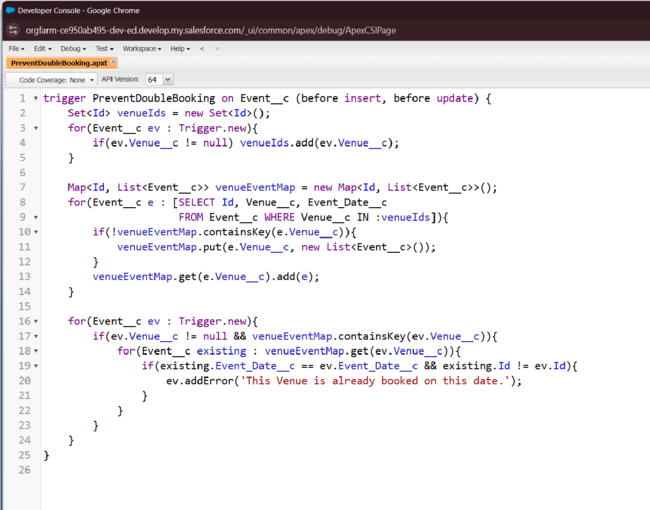 Developer Console - Google Chrome
orgfarm-ce950ab495-dev-ed.develop.my.salesforce.com/_ui/common/apex/debug/ApexCSIPage
File Edit Debug Test Workspace Help < >
PreventDoubleBooking.apxt
Code Coverage: None API Version: 64
1 trigger PreventDoubleBooking on Event__c (before insert, before update) {
2 Set<Id> venueIds = new Set<Id>();
3 for(Event__c ev : Trigger.new){
4 if(ev.Venue__c != null) venueIds.add(ev.Venue__c);
5 }
6
7 Map<Id, List<Event__c>> venueEventMap = new Map<Id, List<Event__c>>();
8 for(Event__c e : [SELECT Id, Venue__c, Event_Date__c
9 FROM Event__c WHERE Venue__c IN :venueIds]){
10 if(!venueEventMap.containsKey(e.Venue__c)){
11 venueEventMap.put(e.Venue__c, new List<Event__c>());
12 }
13 venueEventMap.get(e.Venue__c).add(e);
14 }
15
16 for(Event__c ev : Trigger.new){
17 if(ev.Venue__c != null && venueEventMap.containsKey(ev.Venue__c)){
18 for(Event__c existing : venueEventMap.get(ev.Venue__c)){
19 if(existing.Event_Date__c == ev.Event_Date__c && existing.Id != ev.Id){
20 ev.addError('This Venue is already booked on this date.');
21 }
22 }
23 }
24 }
25 }
26